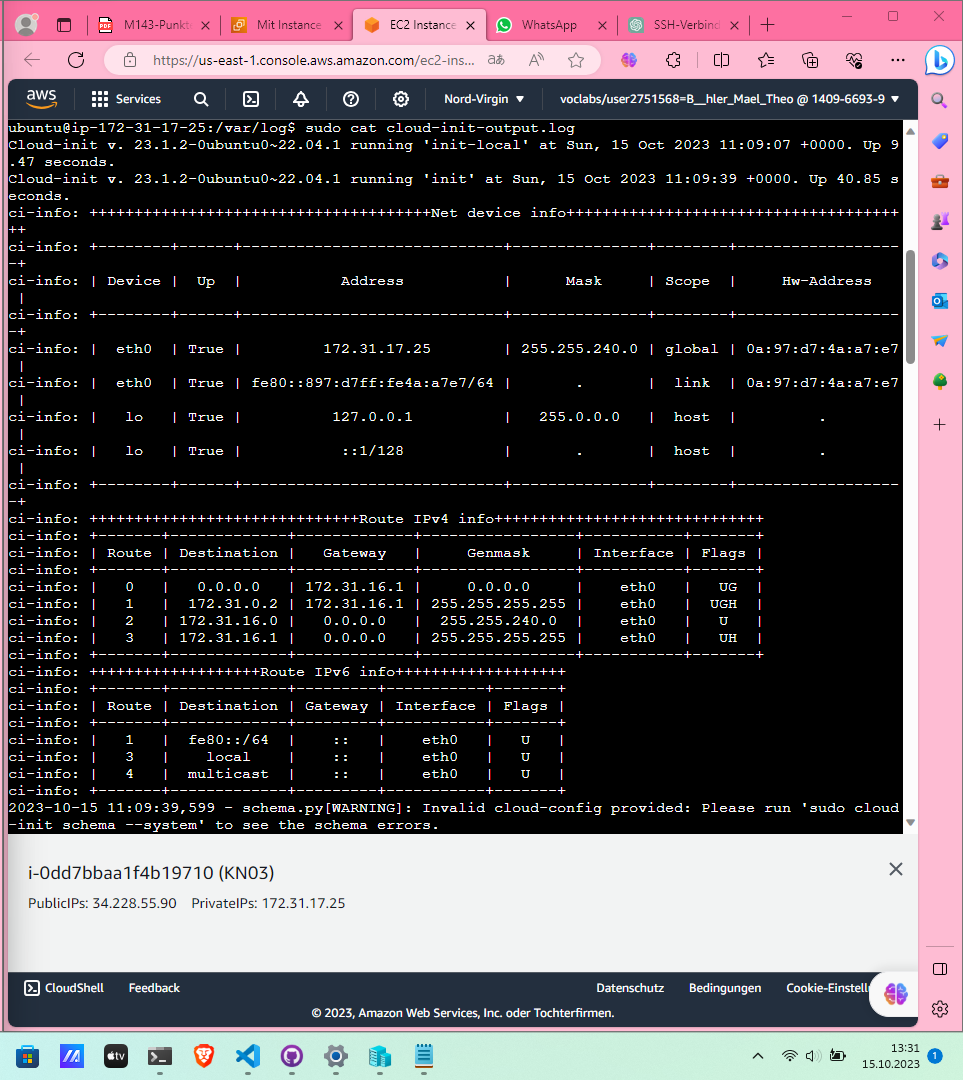 M143-Punkt
Mit Instance
EC2 Instance
WhatsApp
SSH-Verbind
https://us-east-1.console.aws.amazon.com/ec2-ins...
aws
Services
Nord-Virgin
voclabs/user2751568=B__hler_Mael_Theo @ 1409-6693-9
ubuntu@ip-172-31-17-25:/var/log$ sudo cat cloud-init-output.log
Cloud-init v. 23.1.2-0ubuntu0~22.04.1 running 'init-local' at Sun, 15 Oct 2023 11:09:07 +0000. Up 9
.47 seconds.
Cloud-init v. 23.1.2-0ubuntu0~22.04.1 running 'init' at Sun, 15 Oct 2023 11:09:39 +0000. Up 40.85 s
econds.
ci-info: ++++++++++++++++++++++++++++++++++++++Net device info+++++++++++++++++++++++++++++++++++++
++
ci-info: +--------+------+-----------------------------+---------------+--------+------------------
-+
ci-info: | Device |  Up  |           Address           |      Mask     | Scope  |     Hw-Address
 |
ci-info: +--------+------+-----------------------------+---------------+--------+------------------
-+
ci-info: |  eth0  | True |         172.31.17.25        | 255.255.240.0 | global | 0a:97:d7:4a:a7:e7
 |
ci-info: |  eth0  | True | fe80::897:d7ff:fe4a:a7e7/64 |       .       |  link  | 0a:97:d7:4a:a7:e7
 |
ci-info: |   lo   | True |          127.0.0.1          |   255.0.0.0   |  host  |         .
 |
ci-info: |   lo   | True |           ::1/128           |       .       |  host  |         .
 |
ci-info: +--------+------+-----------------------------+---------------+--------+------------------
-+
ci-info: ++++++++++++++++++++++++++++++Route IPv4 info++++++++++++++++++++++++++++++
ci-info: +-------+-------------+-------------+-----------------+-----------+-------+
ci-info: | Route | Destination |   Gateway   |     Genmask     | Interface | Flags |
ci-info: +-------+-------------+-------------+-----------------+-----------+-------+
ci-info: |   0   |   0.0.0.0   | 172.31.16.1 |     0.0.0.0     |    eth0   |   UG  |
ci-info: |   1   |  172.31.0.2 | 172.31.16.1 | 255.255.255.255 |    eth0   |  UGH  |
ci-info: |   2   | 172.31.16.0 |   0.0.0.0   |  255.255.240.0  |    eth0   |   U   |
ci-info: |   3   | 172.31.16.1 |   0.0.0.0   | 255.255.255.255 |    eth0   |   UH  |
ci-info: +-------+-------------+-------------+-----------------+-----------+-------+
ci-info: +++++++++++++++++++Route IPv6 info+++++++++++++++++++
ci-info: +-------+-------------+---------+-----------+-------+
ci-info: | Route | Destination | Gateway | Interface | Flags |
ci-info: +-------+-------------+---------+-----------+-------+
ci-info: |   1   |  fe80::/64  |    ::   |    eth0   |   U   |
ci-info: |   3   |    local    |    ::   |    eth0   |   U   |
ci-info: |   4   |  multicast  |    ::   |    eth0   |   U   |
ci-info: +-------+-------------+---------+-----------+-------+
2023-10-15 11:09:39,599 - schema.py[WARNING]: Invalid cloud-config provided: Please run 'sudo cloud
-init schema --system' to see the schema errors.
i-0dd7bbaa1f4b19710 (KN03)
PublicIPs: 34.228.55.90 PrivateIPs: 172.31.17.25
CloudShell
Feedback
Datenschutz
Bedingungen
Cookie-Einstell
© 2023, Amazon Web Services, Inc. oder Tochterfirmen.
tv
13:31
15.10.2023
1